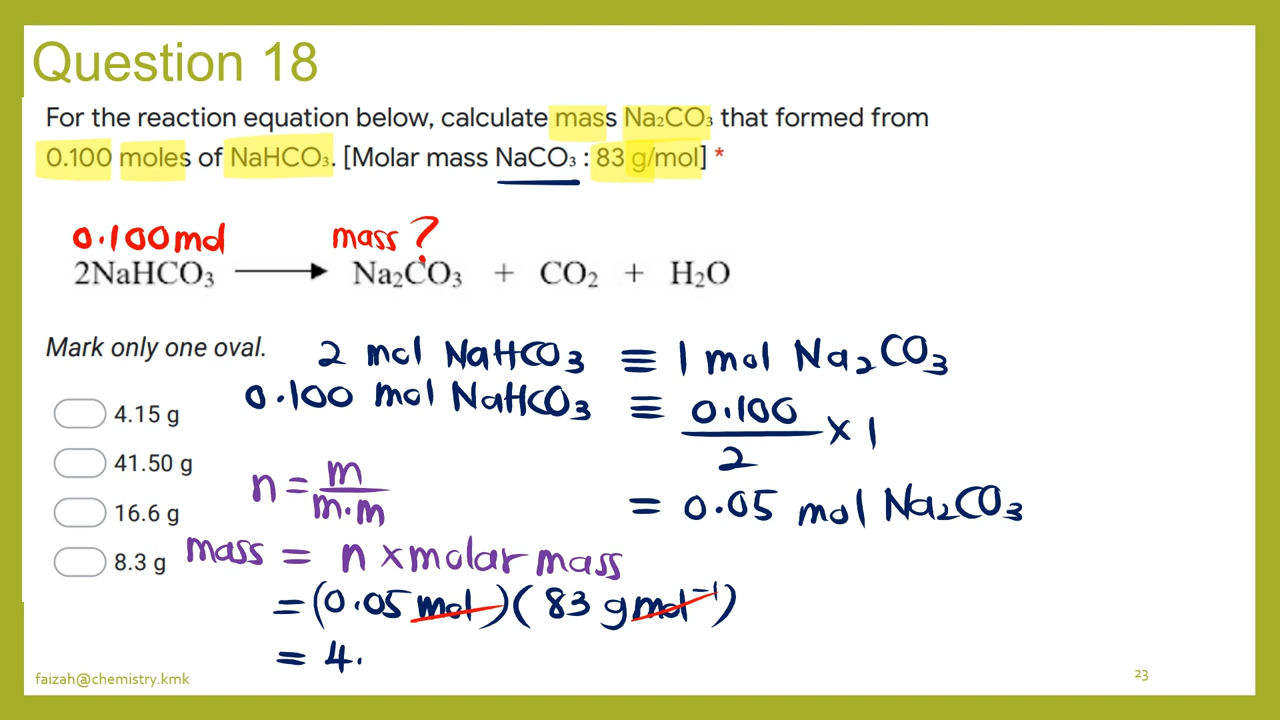 Question 18
For the reaction equation below, calculate mass Na₂CO₃ that formed from
0.100 moles of NaHCO₃. [Molar mass NaCO₃ : 83 g/mol] *
0.100 mol mass ?
2NaHCO₃ ⟶ Na₂CO₃ + CO₂ + H₂O
Mark only one oval.
2 mol NaHCO₃ ≡ 1 mol Na₂CO₃
0.100 mol NaHCO₃ ≡ 0.100/2 × 1
= 0.05 mol Na₂CO₃
4.15 g
41.50 g
16.6 g
8.3 g
n = m/m.m
mass = n × molar mass
= (0.05 mol)(83 g mol⁻¹)
= 4.
faizah@chemistry.kmk
23